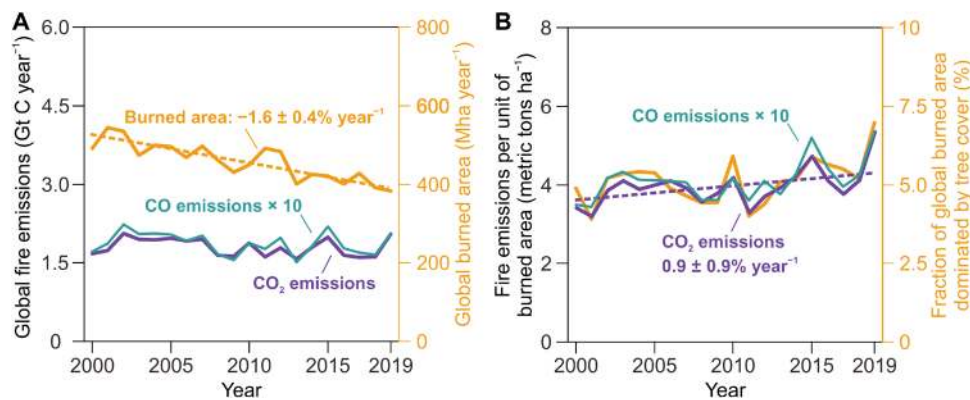 A
Global fire emissions (Gt C year⁻¹)
6.0
4.5
3.0
1.5
0
Burned area: −1.6 ± 0.4% year⁻¹
CO emissions × 10
CO₂ emissions
800
600
400
200
0
Global burned area (Mha year⁻¹)
2000
2005
2010
2015
2019
Year
B
Fire emissions per unit of
burned area (metric tons ha⁻¹)
8
6
4
2
0
CO emissions × 10
CO₂ emissions
0.9 ± 0.9% year⁻¹
10
7.5
5.0
2.5
0
Fraction of global burned area
dominated by tree cover (%)
2000
2005
2010
2015
2019
Year